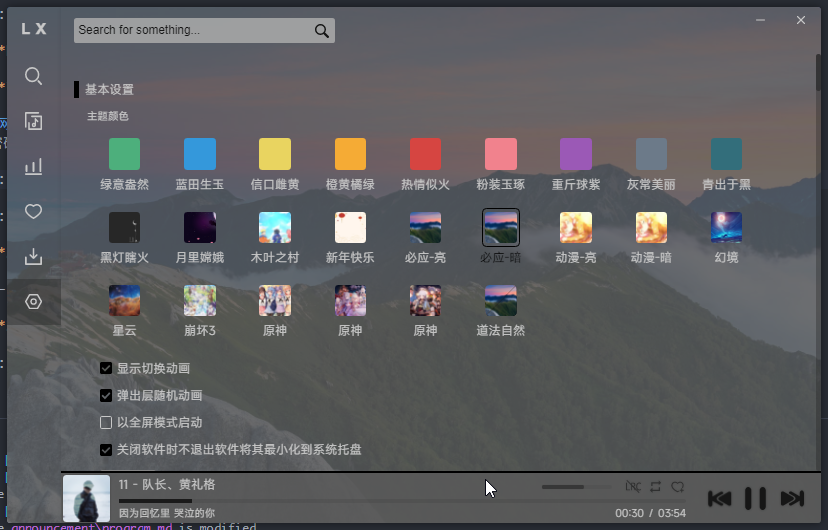 L X
Search for something...
基本设置
主题颜色
绿意盎然 蓝田生玉 信口雌黄 橙黄橘绿 热情似火 粉装玉琢 重斤球紫 灰常美丽 青出于黑
黑灯瞎火 月里嫦娥 木叶之村 新年快乐 必应-亮 必应-暗 动漫-亮 动漫-暗 幻境
星云 崩坏3 原神 原神 原神 道法自然
显示切换动画
弹出层随机动画
以全屏模式启动
关闭软件时不退出软件将其最小化到系统托盘
11 - 队长、黄礼格
因为回忆里 哭泣的你
00:30 / 03:54
LRC
announcement\program.md is modified